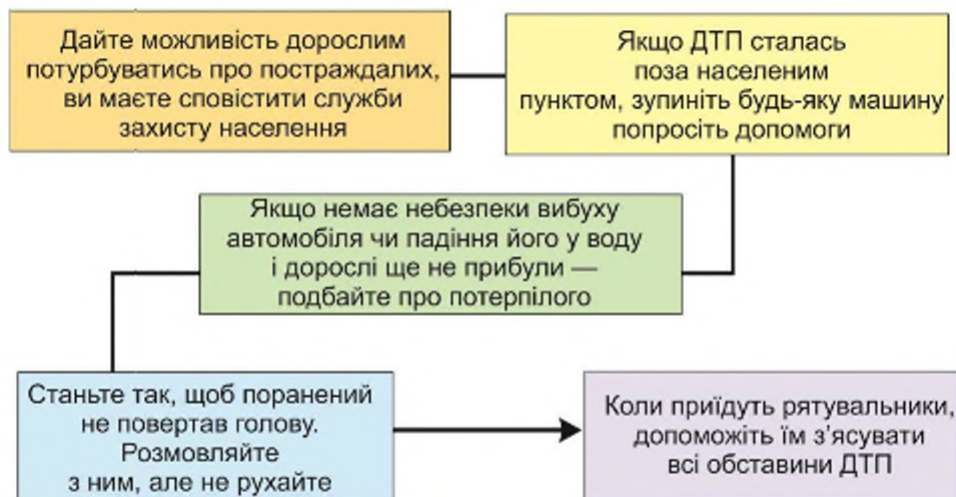 Дайте можливість дорослим
потурбуватись про постраждалих,
ви маєте сповістити служби
захисту населення
Якщо ДТП сталась
поза населеним
пунктом, зупиніть будь-яку машину
попросіть допомоги
Якщо немає небезпеки вибуху
автомобіля чи падіння його у воду
і дорослі ще не прибули —
подбайте про потерпілого
Станьте так, щоб поранений
не повертав голову.
Розмовляйте
з ним, але не рухайте
Коли приїдуть рятувальники,
допоможіть їм з’ясувати
всі обставини ДТП